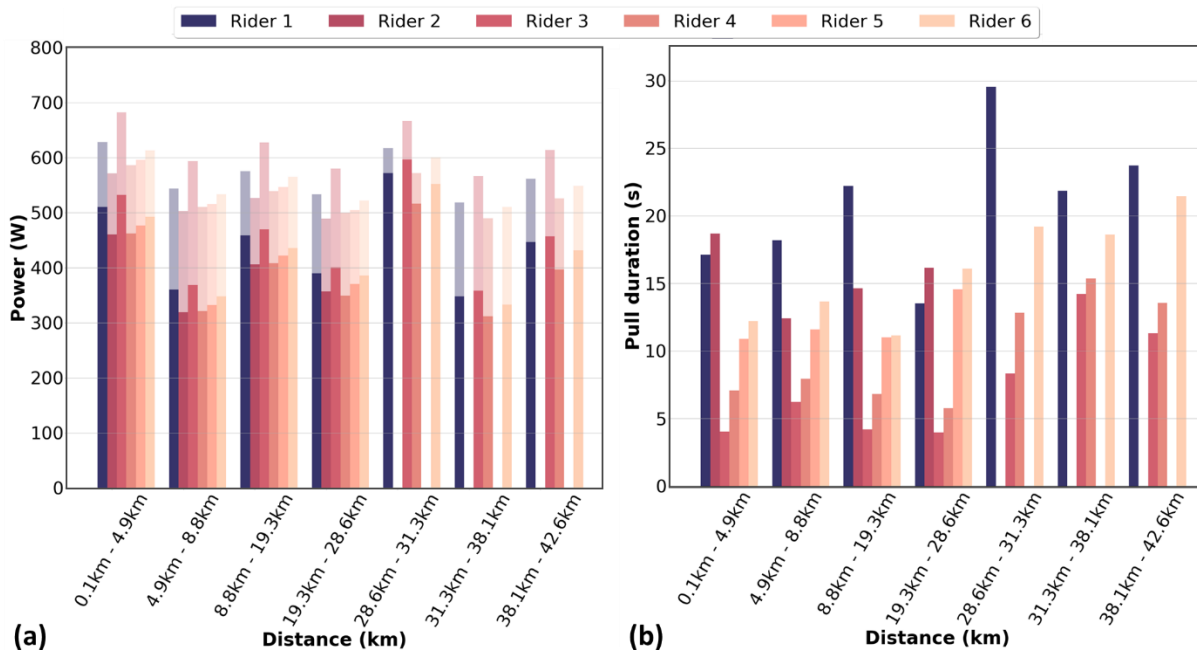 Rider 1 Rider 2 Rider 3 Rider 4 Rider 5 Rider 6
800
700
600
500
400
300
200
100
0
Power (W)
0.1km - 4.9km
4.9km - 8.8km
8.8km - 19.3km
19.3km - 28.6km
28.6km - 31.3km
31.3km - 38.1km
38.1km - 42.6km
(a)
Distance (km)
30
25
20
15
10
5
0
Pull duration (s)
0.1km - 4.9km
4.9km - 8.8km
8.8km - 19.3km
19.3km - 28.6km
28.6km - 31.3km
31.3km - 38.1km
38.1km - 42.6km
(b)
Distance (km)